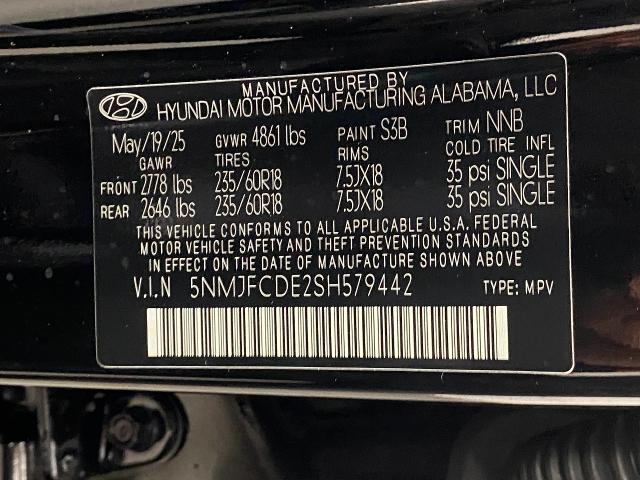 MANUFACTURED BY
HYUNDAI MOTOR MANUFACTURING ALABAMA, LLC
May/19/25 GVWR 4861 lbs PAINT S3B TRIM NNB
GAWR TIRES RIMS COLD TIRE INFL
FRONT 2778 lbs 235/60R18 7.5JX18 35 psi SINGLE
REAR 2646 lbs 235/60R18 7.5JX18 35 psi SINGLE
THIS VEHICLE CONFORMS TO ALL APPLICABLE U.S.A. FEDERAL
MOTOR VEHICLE SAFETY AND THEFT PREVENTION STANDARDS
IN EFFECT ON THE DATE OF MANUFACTURE SHOWN ABOVE
V.I.N 5NMJFCDE2SH579442 TYPE: MPV